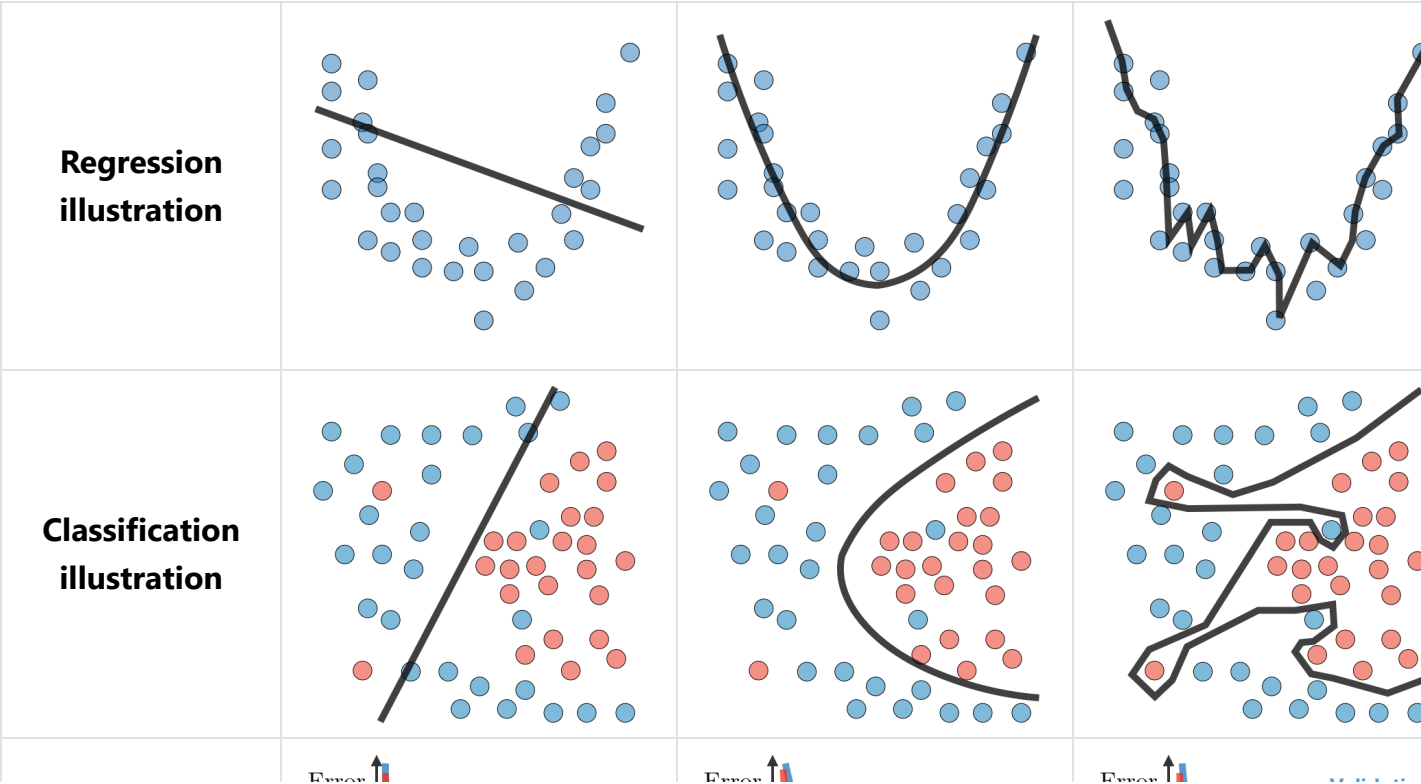 Regression
illustration
Classification
illustration
Error
Error
Error